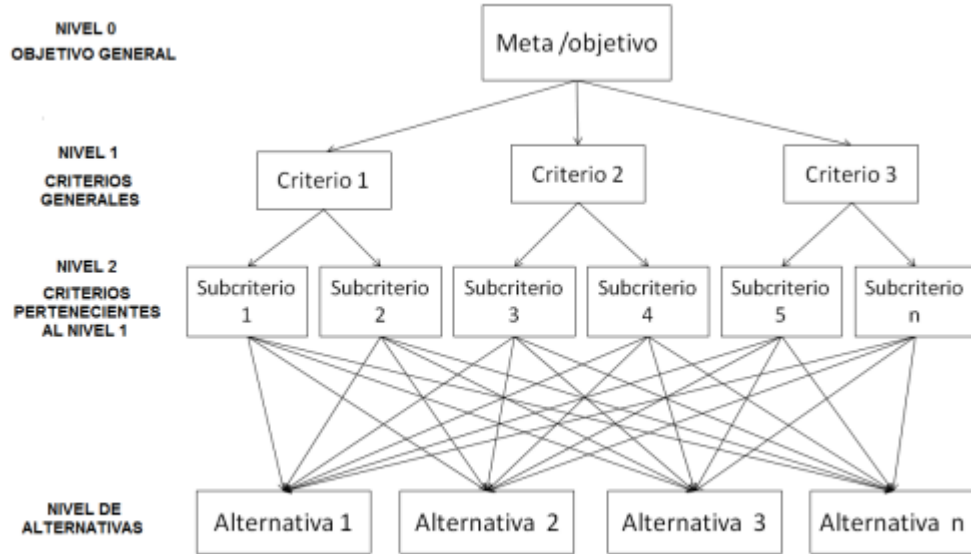 NIVEL 0
OBJETIVO GENERAL
Meta /objetivo
NIVEL 1
CRITERIOS
GENERALES
Criterio 1
Criterio 2
Criterio 3
NIVEL 2
CRITERIOS
PERTENECIENTES
AL NIVEL 1
Subcriterio
1
Subcriterio
2
Subcriterio
3
Subcriterio
4
Subcriterio
5
Subcriterio
n
NIVEL DE
ALTERNATIVAS
Alternativa 1
Alternativa 2
Alternativa 3
Alternativa n